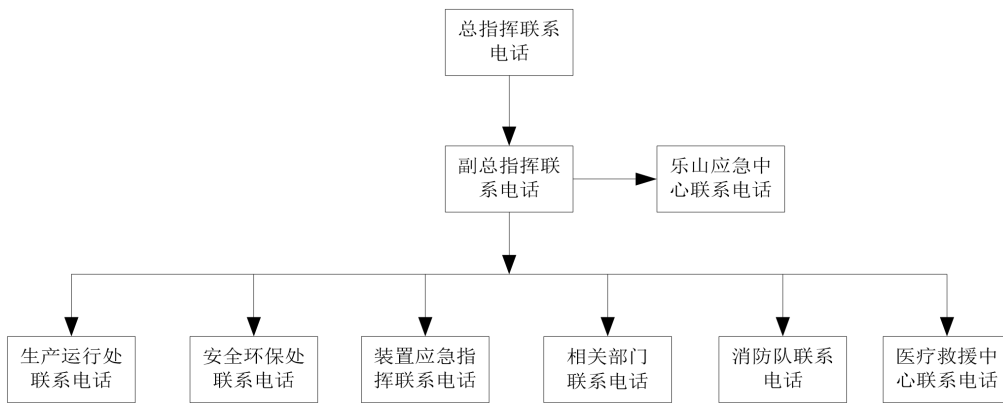 总指挥联系
电话
副总指挥联
系电话
乐山应急中
心联系电话
生产运行处
联系电话
安全环保处
联系电话
装置应急指
挥联系电话
相关部门
联系电话
消防队联系
电话
医疗救援中
心联系电话